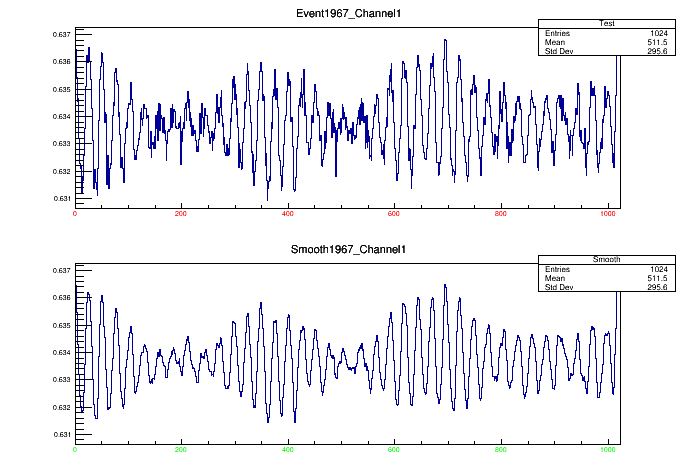 Event1967_Channel1
Test
Entries 1024
Mean 511.5
Std Dev 295.6
0.637
0.636
0.635
0.634
0.633
0.632
0.631
0 200 400 600 800 1000
Smooth1967_Channel1
Smooth
Entries 1024
Mean 511.5
Std Dev 295.6
0.637
0.636
0.635
0.634
0.633
0.632
0.631
0 200 400 600 800 1000